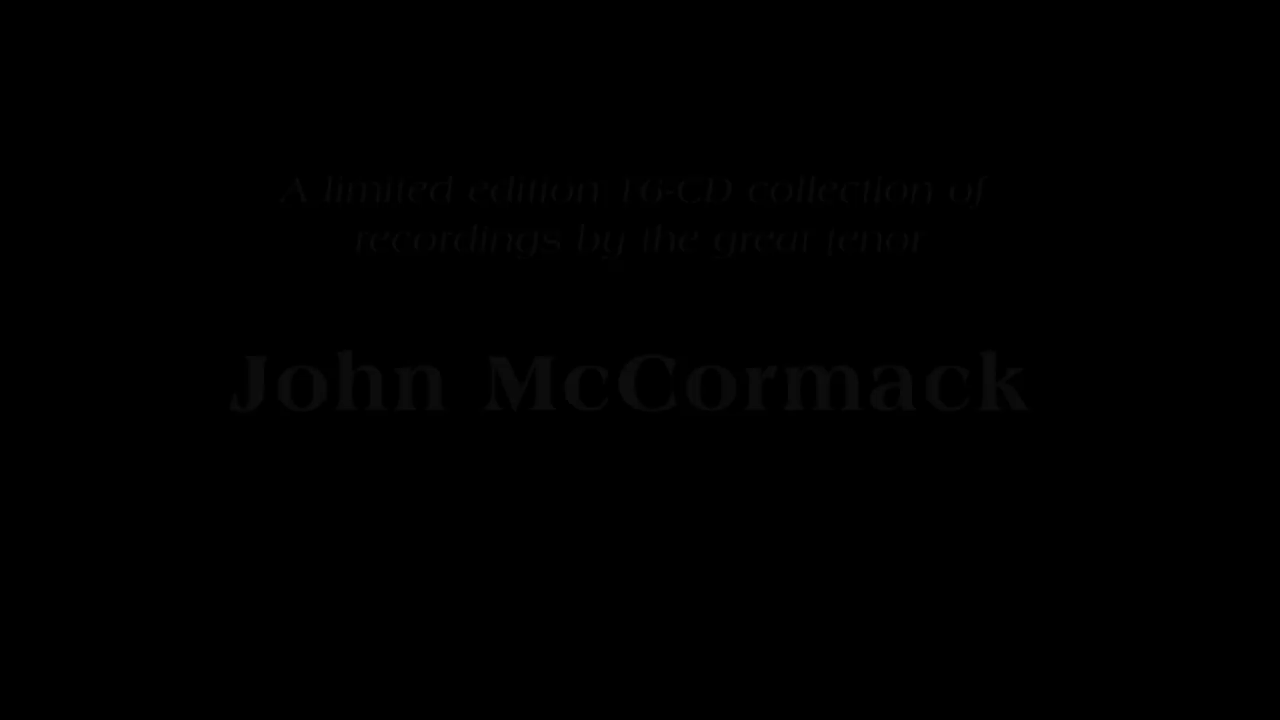 A limited edition 16-CD collection of
recordings by the great tenor
John McCormack